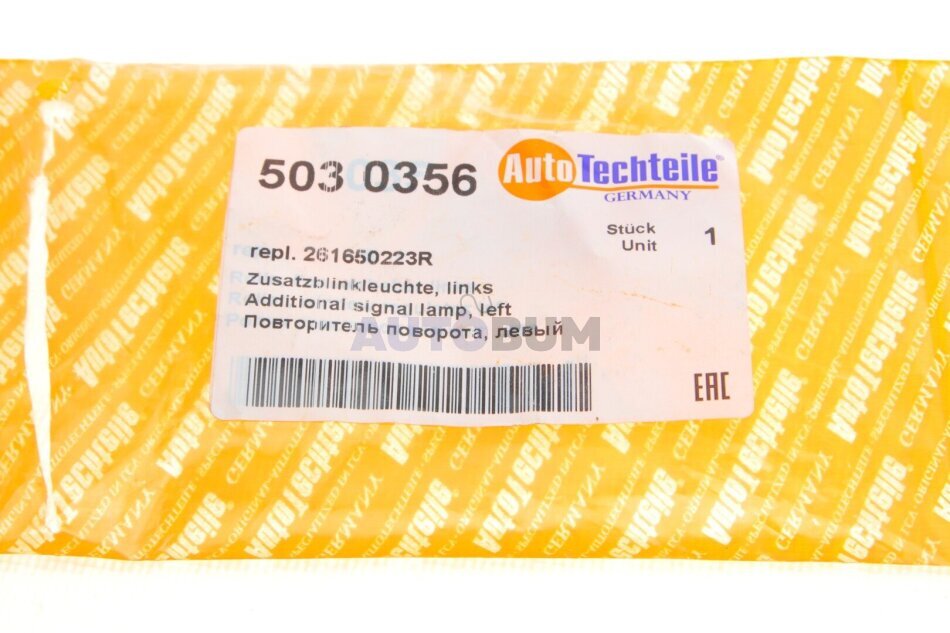 503 0356
AutoTechteile®
GERMANY
Stück
Unit
1
repl. 261650223R
Zusatzblinkleuchte, links
Additional signal lamp, left
Повторитель поворота, левый
AUTOBUM
EAC